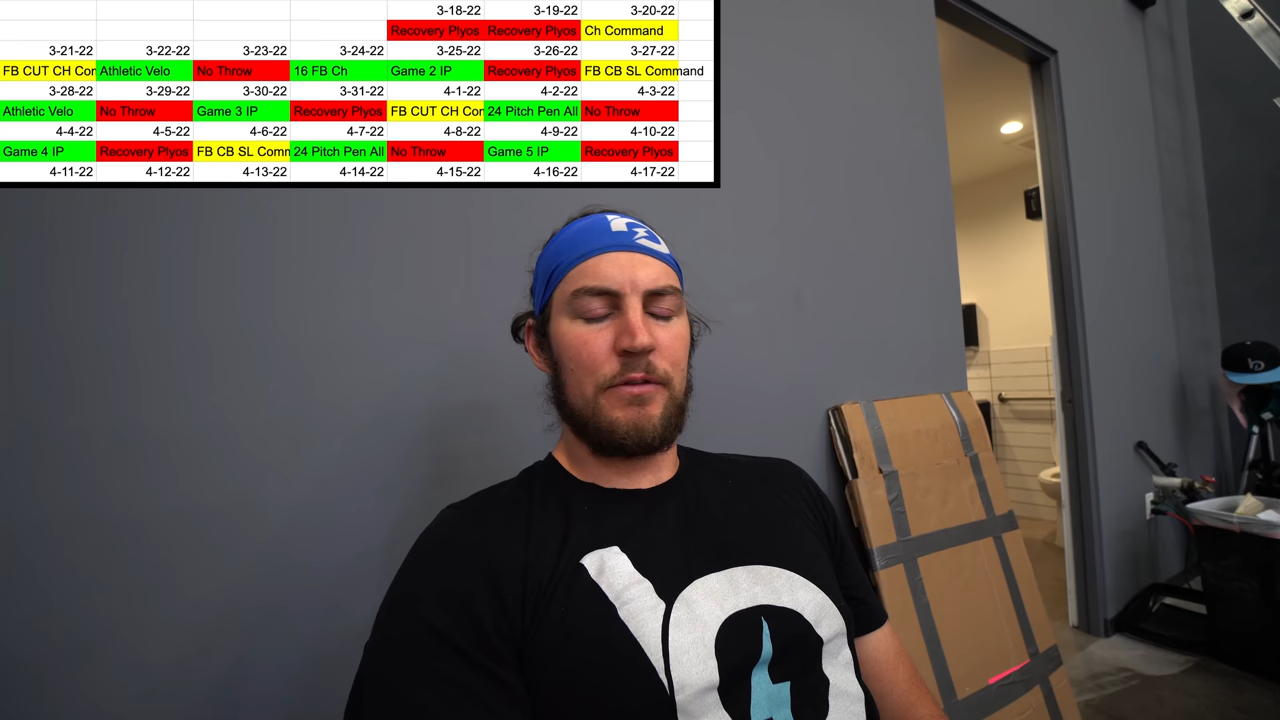 3-18-22 3-19-22 3-20-22
Recovery Plyos Recovery Plyos Ch Command
3-21-22 3-22-22 3-23-22 3-24-22 3-25-22 3-26-22 3-27-22
FB CUT CH Cor Athletic Velo No Throw 16 FB Ch Game 2 IP Recovery Plyos FB CB SL Command
3-28-22 3-29-22 3-30-22 3-31-22 4-1-22 4-2-22 4-3-22
Athletic Velo No Throw Game 3 IP Recovery Plyos FB CUT CH Cor 24 Pitch Pen All No Throw
4-4-22 4-5-22 4-6-22 4-7-22 4-8-22 4-9-22 4-10-22
Game 4 IP Recovery Plyos FB CB SL Comm 24 Pitch Pen All No Throw Game 5 IP Recovery Plyos
4-11-22 4-12-22 4-13-22 4-14-22 4-15-22 4-16-22 4-17-22